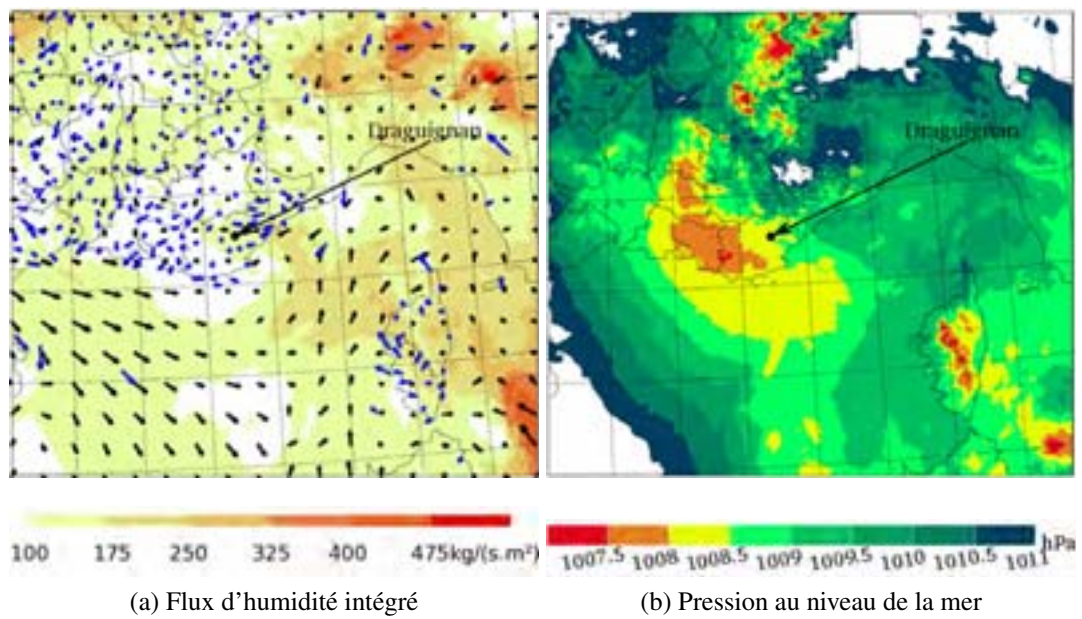 Draguignan
Draguignan
100 175 250 325 400 475kg/(s.m²)
1007.5 1008 1008.5 1009 1009.5 1010 1010.5 1011 hPa
(a) Flux d'humidité intégré
(b) Pression au niveau de la mer